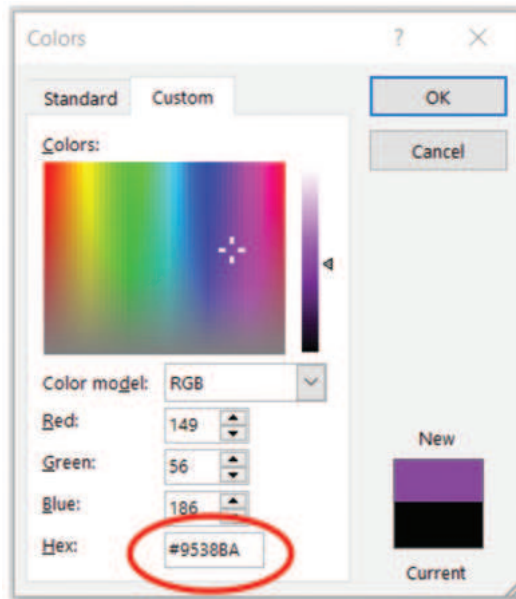 Colors ? ×
Standard Custom
OK
Cancel
Colors:
Color model: RGB
Red: 149
Green: 56
Blue: 186
Hex: #9538BA
New
Current